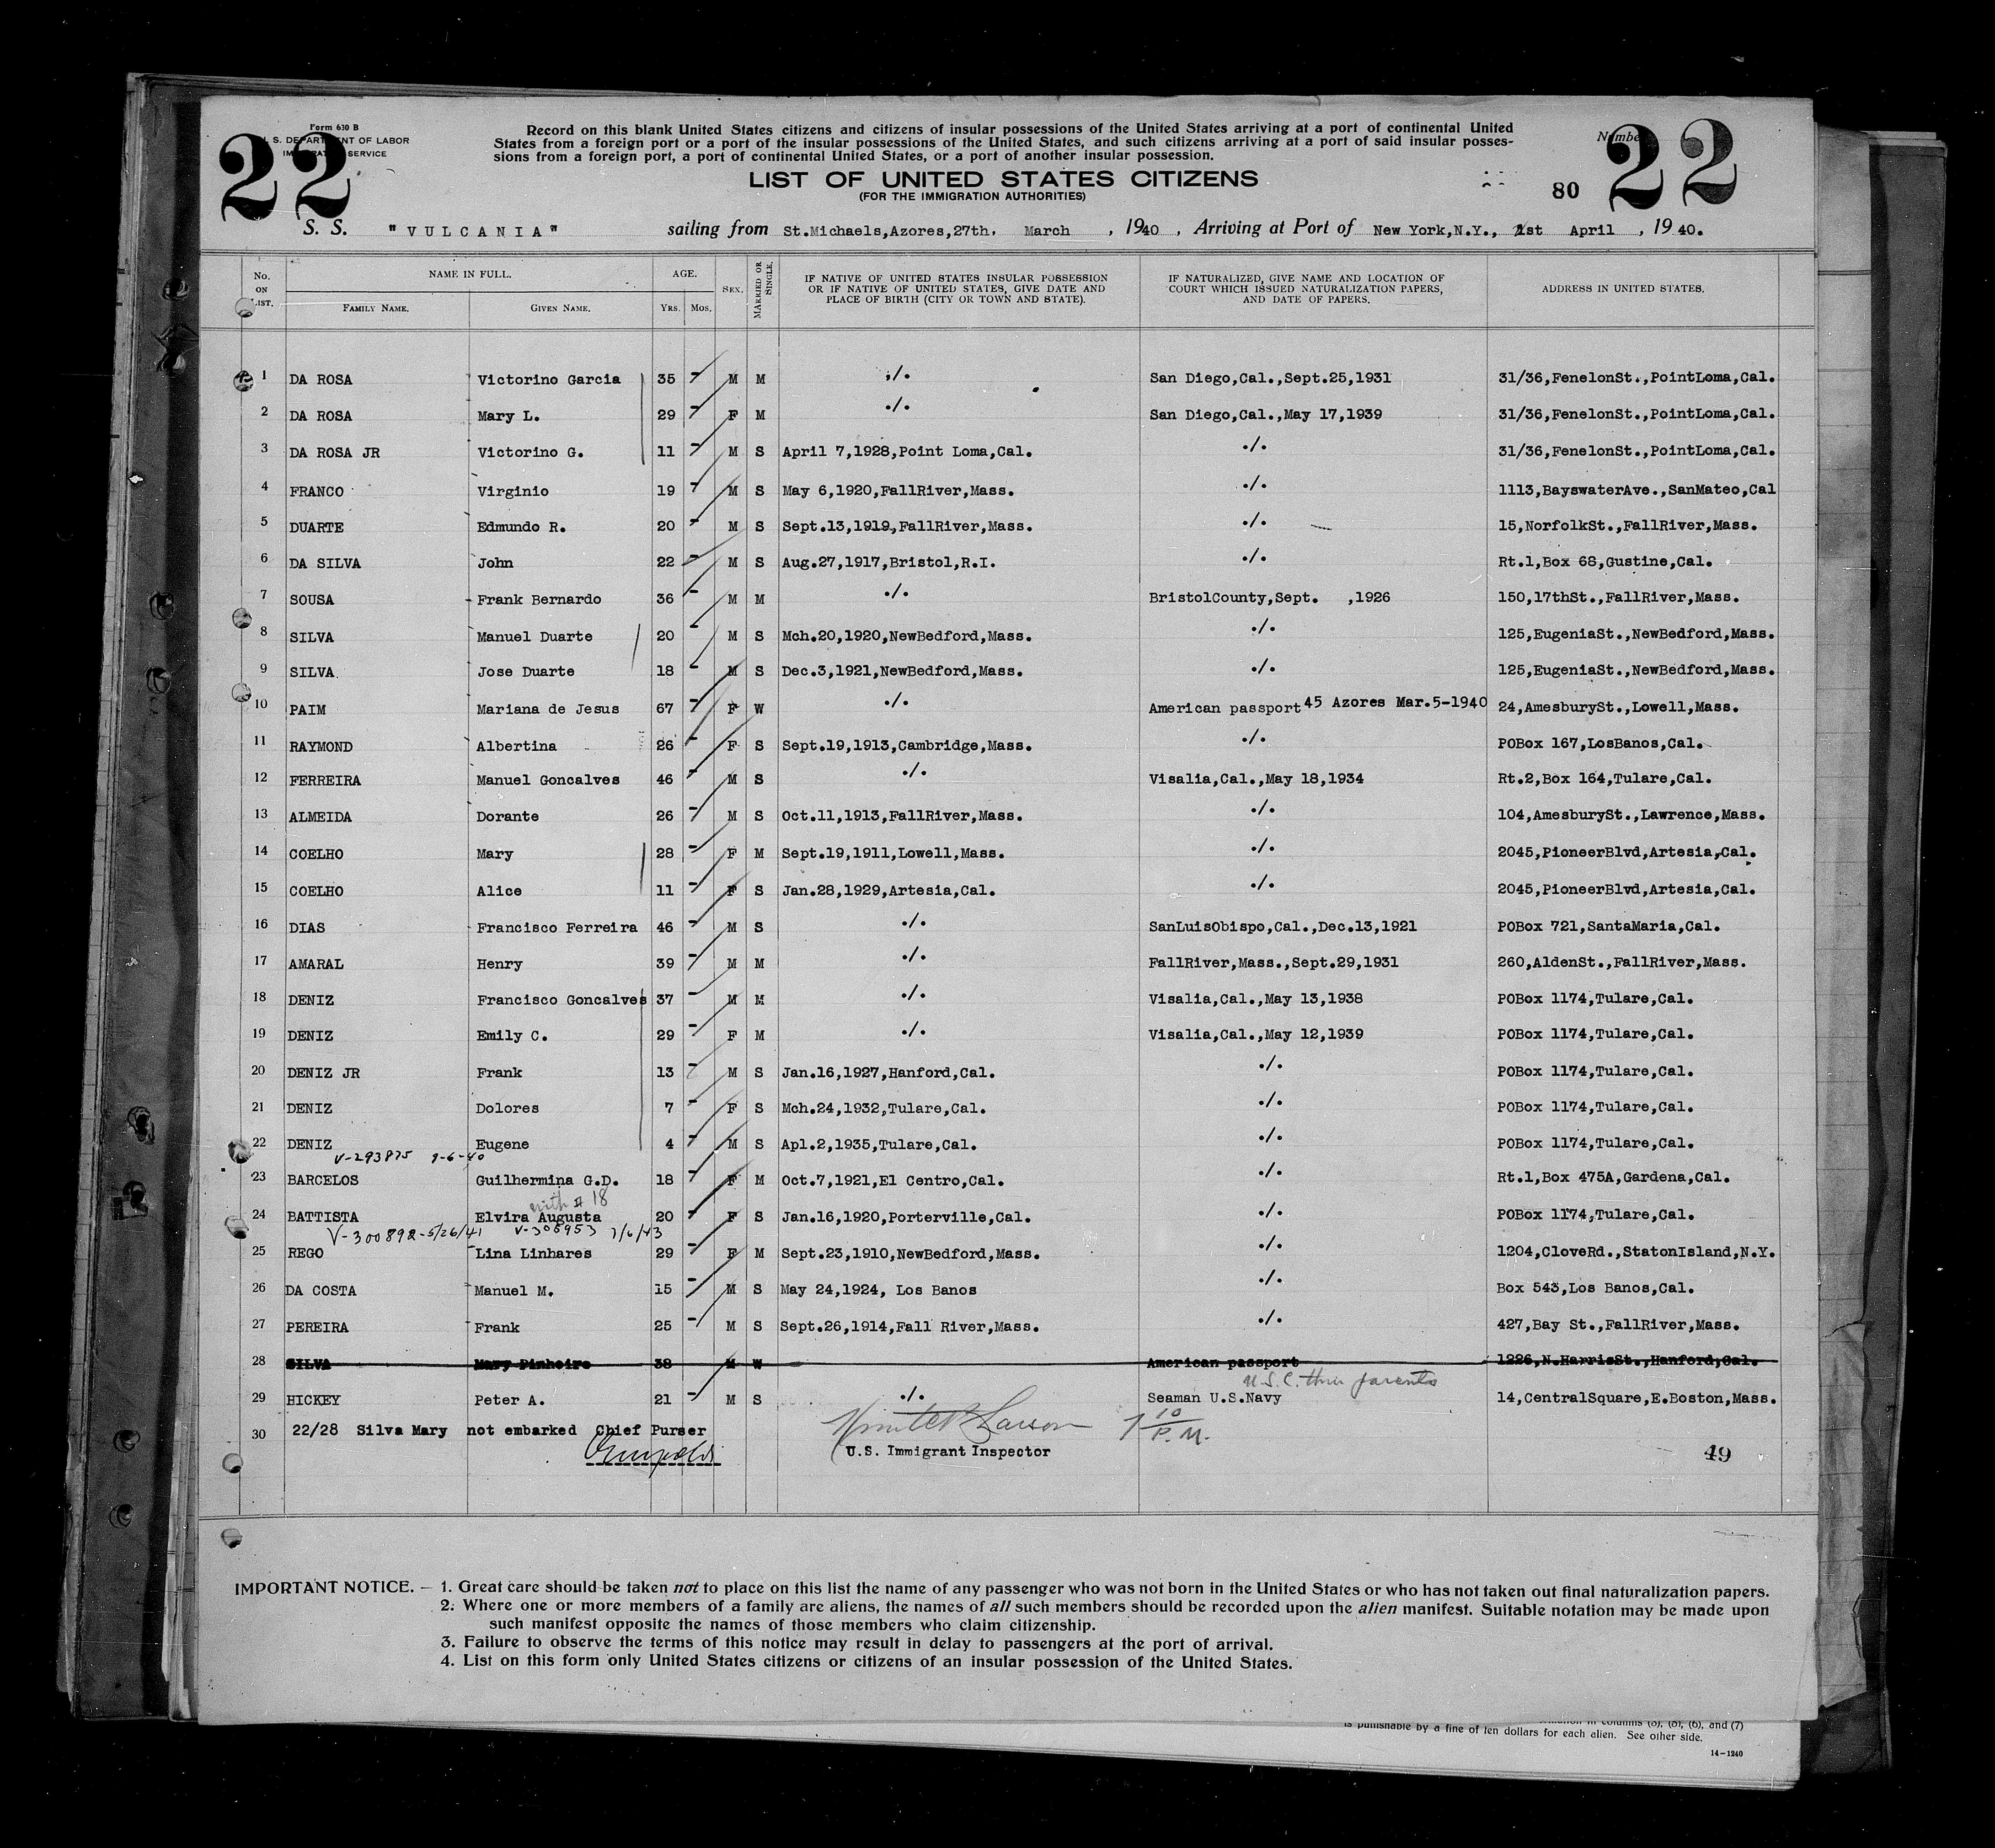 22
Form 630 B
S. DEPARTMENT OF LABOR
IMMIGRATION SERVICE
Record on this blank United States citizens and citizens of insular possessions of the United States arriving at a port of continental United
States from a foreign port or a port of the insular possessions of the United States, and such citizens arriving at a port of said insular posses-
sions from a foreign port, a port of continental United States, or a port of another insular possession.
Number
22
LIST OF UNITED STATES CITIZENS
(FOR THE IMMIGRATION AUTHORITIES)
80
S. S. "VULCANIA" sailing from St.Michaels,Azores,27th. March , 1940 , Arriving at Port of New York,N.Y., 1st April , 1940.
No. ON LIST. NAME IN FULL. FAMILY NAME. GIVEN NAME. AGE. YRS. MOS. SEX. MARRIED OR SINGLE. IF NATIVE OF UNITED STATES INSULAR POSSESSION OR IF NATIVE OF UNITED STATES, GIVE DATE AND PLACE OF BIRTH (CITY OR TOWN AND STATE). IF NATURALIZED, GIVE NAME AND LOCATION OF COURT WHICH ISSUED NATURALIZATION PAPERS, AND DATE OF PAPERS. ADDRESS IN UNITED STATES.
1 DA ROSA Victorino Garcia 35 - M M ./. San Diego,Cal.,Sept.25,1931 31/36,FenelonSt.,PointLoma,Cal.
2 DA ROSA Mary L. 29 - F M ./. San Diego,Cal.,May 17,1939 31/36,FenelonSt.,PointLoma,Cal.
3 DA ROSA JR Victorino G. 11 - M S April 7,1928,Point Loma,Cal. ./. 31/36,FenelonSt.,PointLoma,Cal.
4 FRANCO Virginio 19 - M S May 6,1920,FallRiver,Mass. ./. 1113,BayswaterAve.,SanMateo,Cal
5 DUARTE Edmundo R. 20 - M S Sept.13,1919,FallRiver,Mass. ./. 15,NorfolkSt.,FallRiver,Mass.
6 DA SILVA John 22 - M S Aug.27,1917,Bristol,R.I. ./. Rt.1,Box 68,Gustine,Cal.
7 SOUSA Frank Bernardo 36 - M M ./. BristolCounty,Sept. ,1926 150,17thSt.,FallRiver,Mass.
8 SILVA Manuel Duarte 20 - M S Mch.20,1920,NewBedford,Mass. ./. 125,EugeniaSt.,NewBedford,Mass.
9 SILVA Jose Duarte 18 - M S Dec.3,1921,NewBedford,Mass. ./. 125,EugeniaSt.,NewBedford,Mass.
10 PAIM Mariana de Jesus 67 - F W ./. American passport 45 Azores Mar.5-1940 24,AmesburySt.,Lowell,Mass.
11 RAYMOND Albertina 26 - F S Sept.19,1913,Cambridge,Mass. ./. POBox 167,LosBanos,Cal.
12 FERREIRA Manuel Goncalves 46 - M S ./. Visalia,Cal.,May 18,1934 Rt.2,Box 164,Tulare,Cal.
13 ALMEIDA Dorante 26 - M S Oct.11,1913,FallRiver,Mass. ./. 104,AmesburySt.,Lawrence,Mass.
14 COELHO Mary 28 - F M Sept.19,1911,Lowell,Mass. ./. 2045,PioneerBlvd,Artesia,Cal.
15 COELHO Alice 11 - F S Jan.28,1929,Artesia,Cal. ./. 2045,PioneerBlvd,Artesia,Cal.
16 DIAS Francisco Ferreira 46 - M S ./. SanLuisObispo,Cal.,Dec.13,1921 POBox 721,SantaMaria,Cal.
17 AMARAL Henry 39 - M M ./. FallRiver,Mass.,Sept.29,1931 260,AldenSt.,FallRiver,Mass.
18 DENIZ Francisco Goncalves 37 - M M ./. Visalia,Cal.,May 13,1938 POBox 1174,Tulare,Cal.
19 DENIZ Emily C. 29 - F M ./. Visalia,Cal.,May 12,1939 POBox 1174,Tulare,Cal.
20 DENIZ JR Frank 13 - M S Jan.16,1927,Hanford,Cal. ./. POBox 1174,Tulare,Cal.
21 DENIZ Dolores 7 - F S Mch.24,1932,Tulare,Cal. ./. POBox 1174,Tulare,Cal.
22 DENIZ Eugene 4 - M S Apl.2,1935,Tulare,Cal. ./. POBox 1174,Tulare,Cal.
V-293875 9-6-40
23 BARCELOS Guilhermina G.D. 18 - F M Oct.7,1921,El Centro,Cal. ./. Rt.1,Box 475A,Gardena,Cal.
with # 18
24 BATTISTA Elvira Augusta 20 - F S Jan.16,1920,Porterville,Cal. ./. POBox 1174,Tulare,Cal.
V-300892-5/26/41 V-305953 7/6/43
25 REGO Lina Linhares 29 - F M Sept.23,1910,NewBedford,Mass. ./. 1204,CloveRd.,StatonIsland,N.Y.
26 DA COSTA Manuel M. 15 - M S May 24,1924, Los Banos ./. Box 543,Los Banos,Cal.
27 PEREIRA Frank 25 - M S Sept.26,1914,Fall River,Mass. ./. 427,Bay St.,FallRiver,Mass.
28 SILVA Mary Pinheiro 38 M W American passport 1226,N.HarrisSt.,Hanford,Cal.
U.S.C. thru parents
29 HICKEY Peter A. 21 - M S ./. Seaman U.S.Navy 14,CentralSquare,E.Boston,Mass.
30 22/28 Silva Mary not embarked Chief Purser
Larson 7 10 P.M.
U.S. Immigrant Inspector
49
IMPORTANT NOTICE. — 1. Great care should be taken not to place on this list the name of any passenger who was not born in the United States or who has not taken out final naturalization papers.
2. Where one or more members of a family are aliens, the names of all such members should be recorded upon the alien manifest. Suitable notation may be made upon
such manifest opposite the names of those members who claim citizenship.
3. Failure to observe the terms of this notice may result in delay to passengers at the port of arrival.
4. List on this form only United States citizens or citizens of an insular possession of the United States.
is punishable by a fine of ten dollars for each alien. See other side.
14-1240